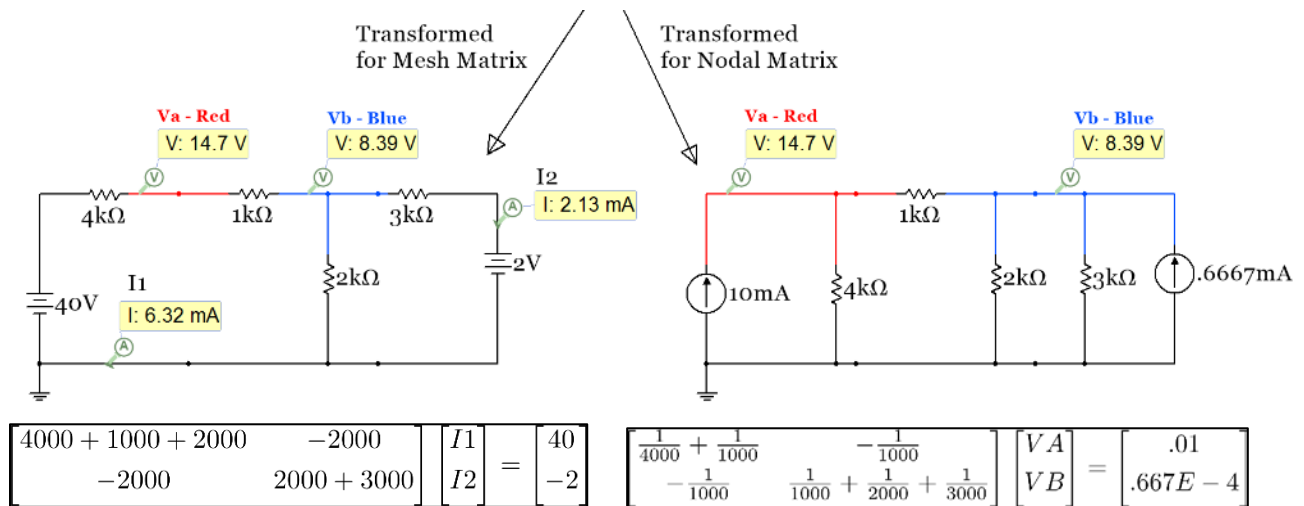 Transformed
for Mesh Matrix
Transformed
for Nodal Matrix
Va - Red
V: 14.7 V
Vb - Blue
V: 8.39 V
V
V
4kΩ
1kΩ
3kΩ
I2
A
I: 2.13 mA
2kΩ
2V
40V
I1
I: 6.32 mA
A
Va - Red
V: 14.7 V
Vb - Blue
V: 8.39 V
V
V
1kΩ
10mA
4kΩ
2kΩ
3kΩ
.6667mA
4000 + 1000 + 2000 −2000 I1 = 40
−2000 2000 + 3000 I2 −2
1/4000 + 1/1000 −1/1000 VA = .01
−1/1000 1/1000 + 1/2000 + 1/3000 VB .667E − 4